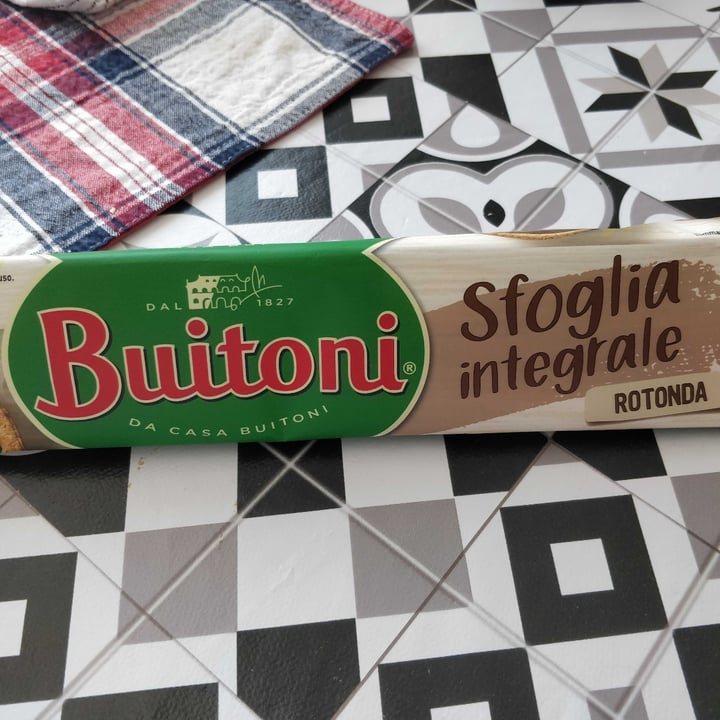 DAL 1827
Buitoni®
DA CASA BUITONI
Sfoglia
integrale
ROTONDA